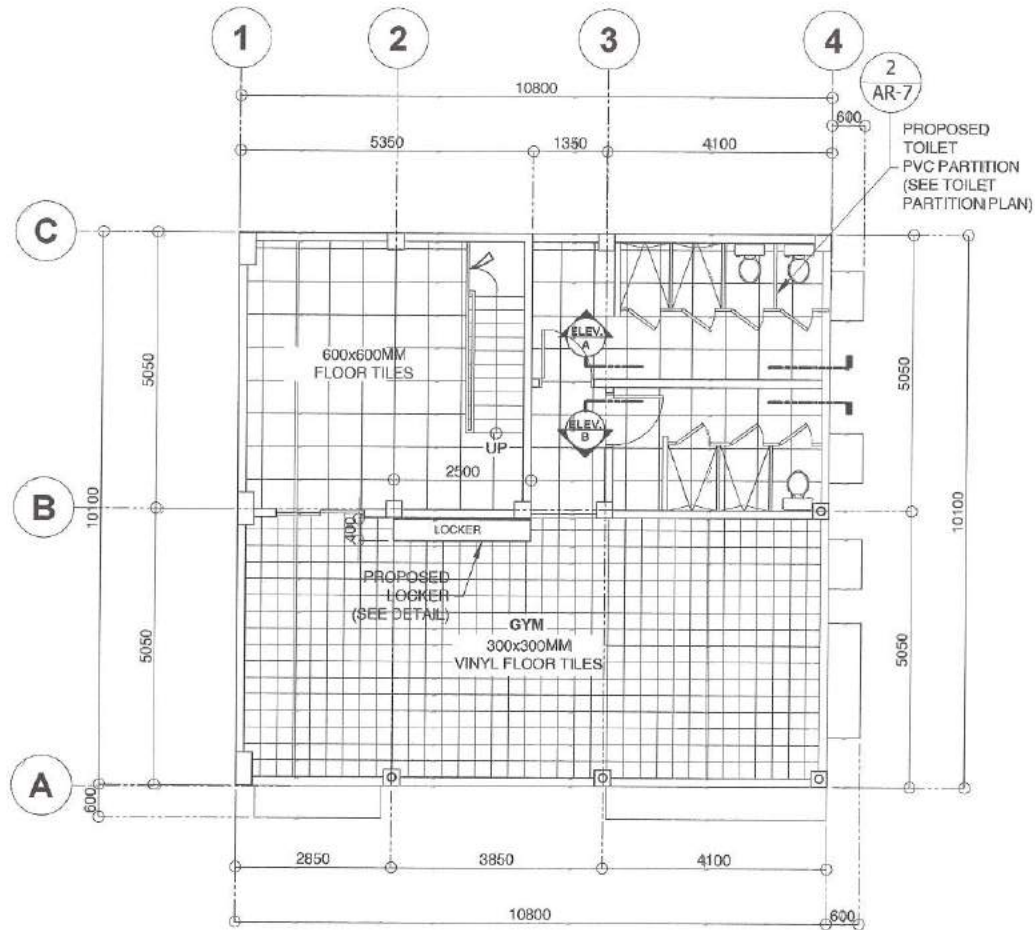 1
2
3
4
2
AR-7
10800
600
5350
1350
4100
PROPOSED
TOILET
PVC PARTITION
(SEE TOILET
PARTITION PLAN)
C
ELEV.
A
600x600MM
FLOOR TILES
5050
5050
ELEV.
B
UP
2500
B
10100
10100
400
LOCKER
PROPOSED
LOCKER
(SEE DETAIL)
GYM
300x300MM
VINYL FLOOR TILES
5050
5050
A
600
2850
3850
4100
10800
600